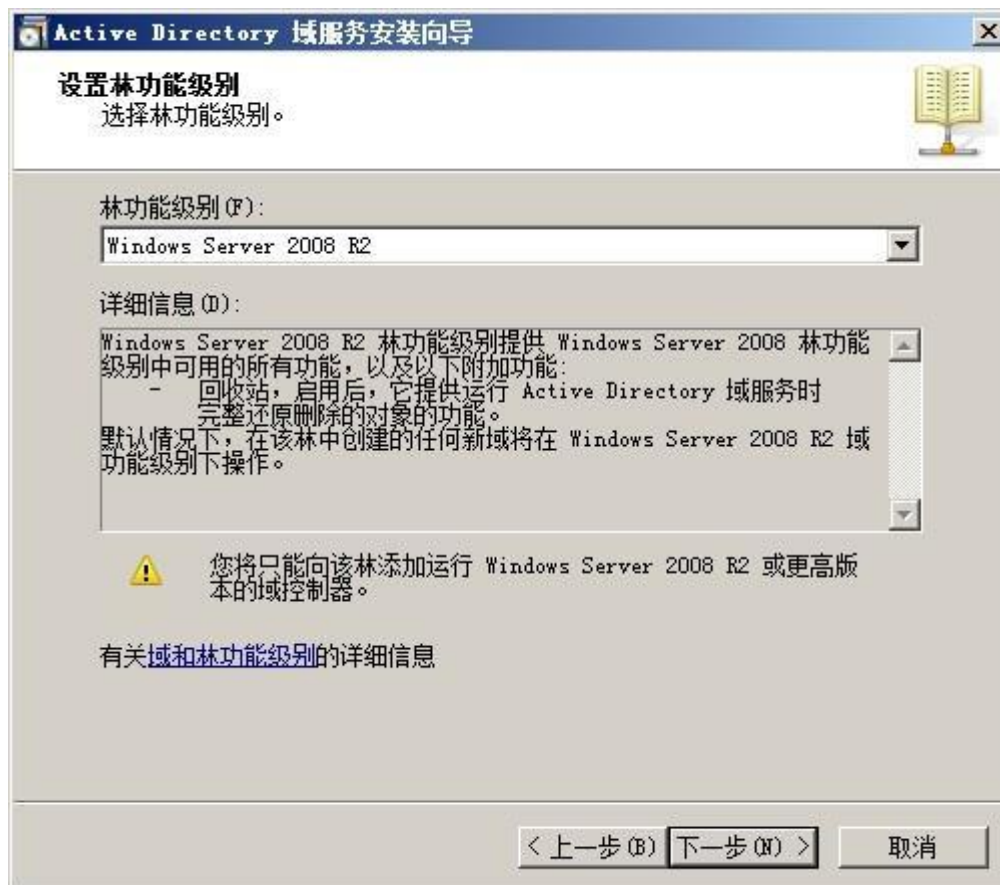 Active Directory 域服务安装向导
设置林功能级别
选择林功能级别。
林功能级别(F):
Windows Server 2008 R2
详细信息(D):
Windows Server 2008 R2 林功能级别提供 Windows Server 2008 林功能
级别中可用的所有功能，以及以下附加功能:
- 回收站，启用后，它提供运行 Active Directory 域服务时
完整还原删除的对象的功能。
默认情况下，在该林中创建的任何新域将在 Windows Server 2008 R2 域
功能级别下操作。
您将只能向该林添加运行 Windows Server 2008 R2 或更高版
本的域控制器。
有关域和林功能级别的详细信息
< 上一步(B)
下一步(N) >
取消